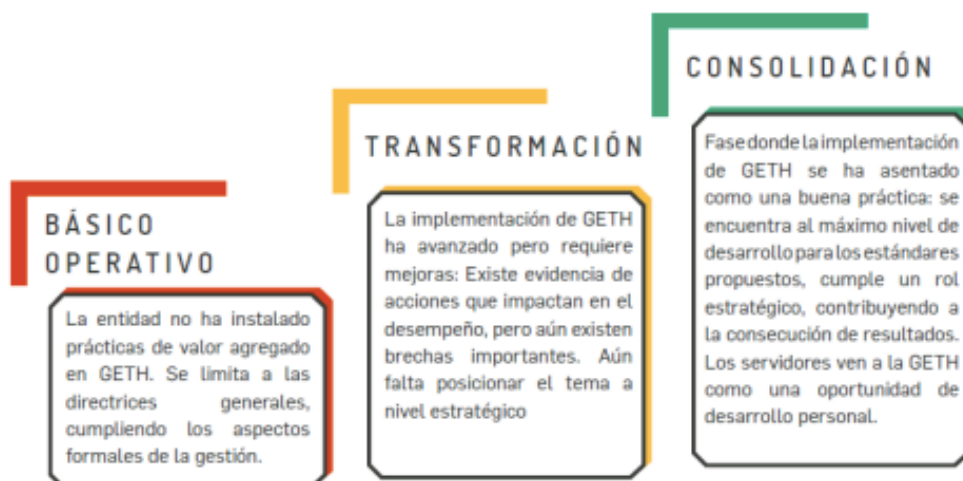 BÁSICO
OPERATIVO
La entidad no ha instalado
prácticas de valor agregado
en GETH. Se limita a las
directrices generales,
cumpliendo los aspectos
formales de la gestión.
TRANSFORMACIÓN
La implementación de GETH
ha avanzado pero requiere
mejoras: Existe evidencia de
acciones que impactan en el
desempeño, pero aún existen
brechas importantes. Aún
falta posicionar el tema a
nivel estratégico
CONSOLIDACIÓN
Fase donde la implementación
de GETH se ha asentado
como una buena práctica: se
encuentra al máximo nivel de
desarrollo para los estándares
propuestos, cumple un rol
estratégico, contribuyendo a
la consecución de resultados.
Los servidores ven a la GETH
como una oportunidad de
desarrollo personal.